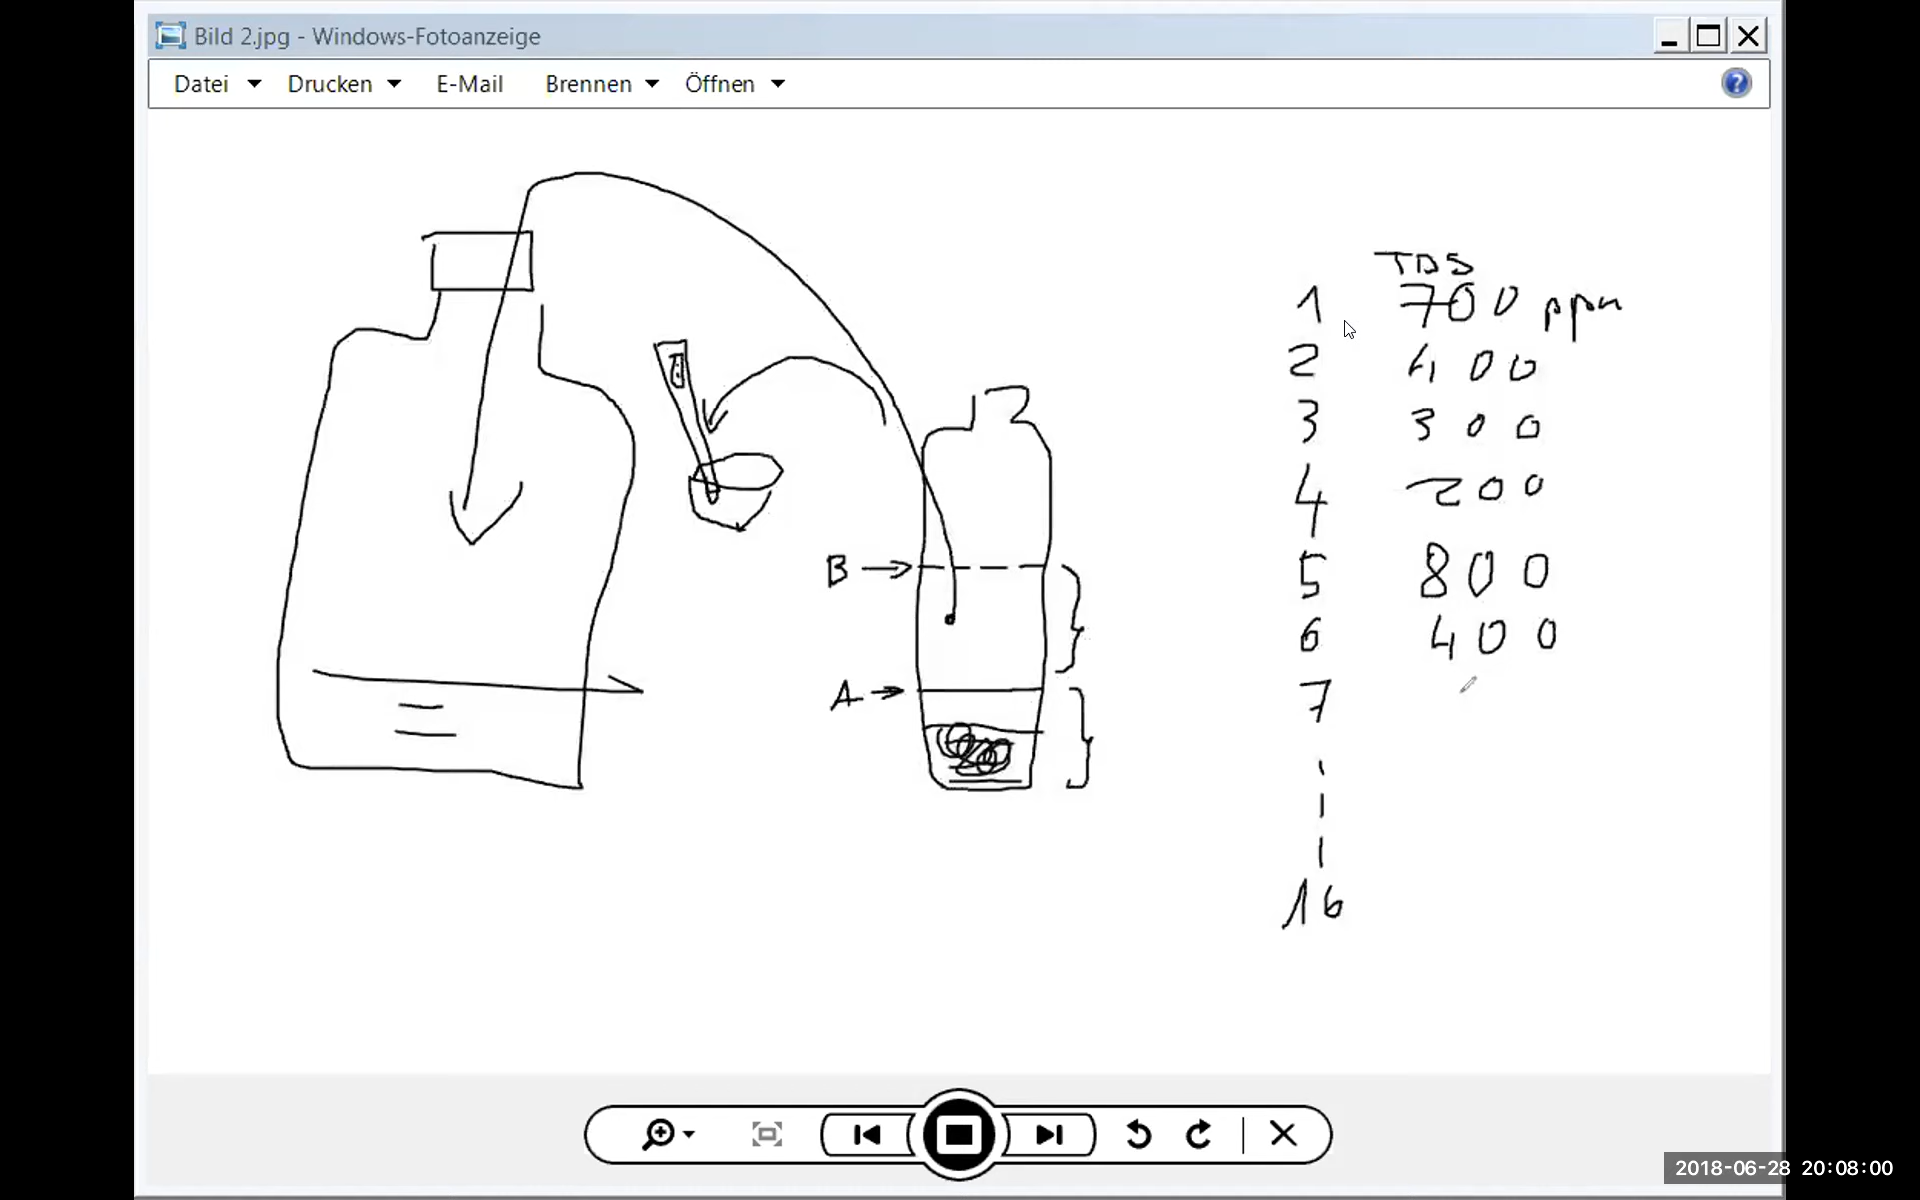 Bild 2.jpg - Windows-Fotoanzeige
Datei Drucken E-Mail Brennen Öffnen
TDS
1 700 ppm
2 400
3 300
4 200
B
5 800
6 400
A
7
16
2018-06-28 20:08:00